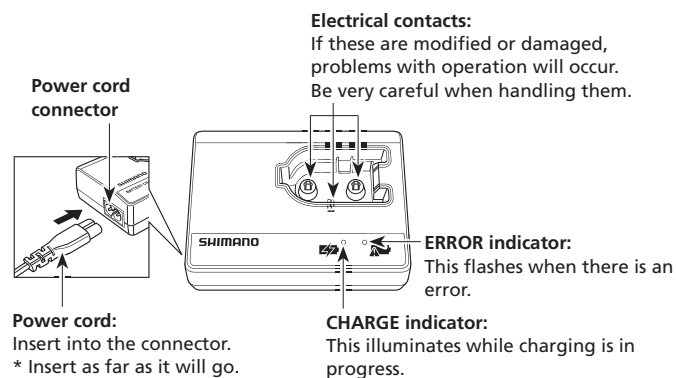 Electrical contacts:
If these are modified or damaged,
problems with operation will occur.
Be very careful when handling them.
Power cord
connector
SHIMANO
SHIMANO
ERROR indicator:
This flashes when there is an
error.
Power cord:
Insert into the connector.
* Insert as far as it will go.
CHARGE indicator:
This illuminates while charging is in
progress.